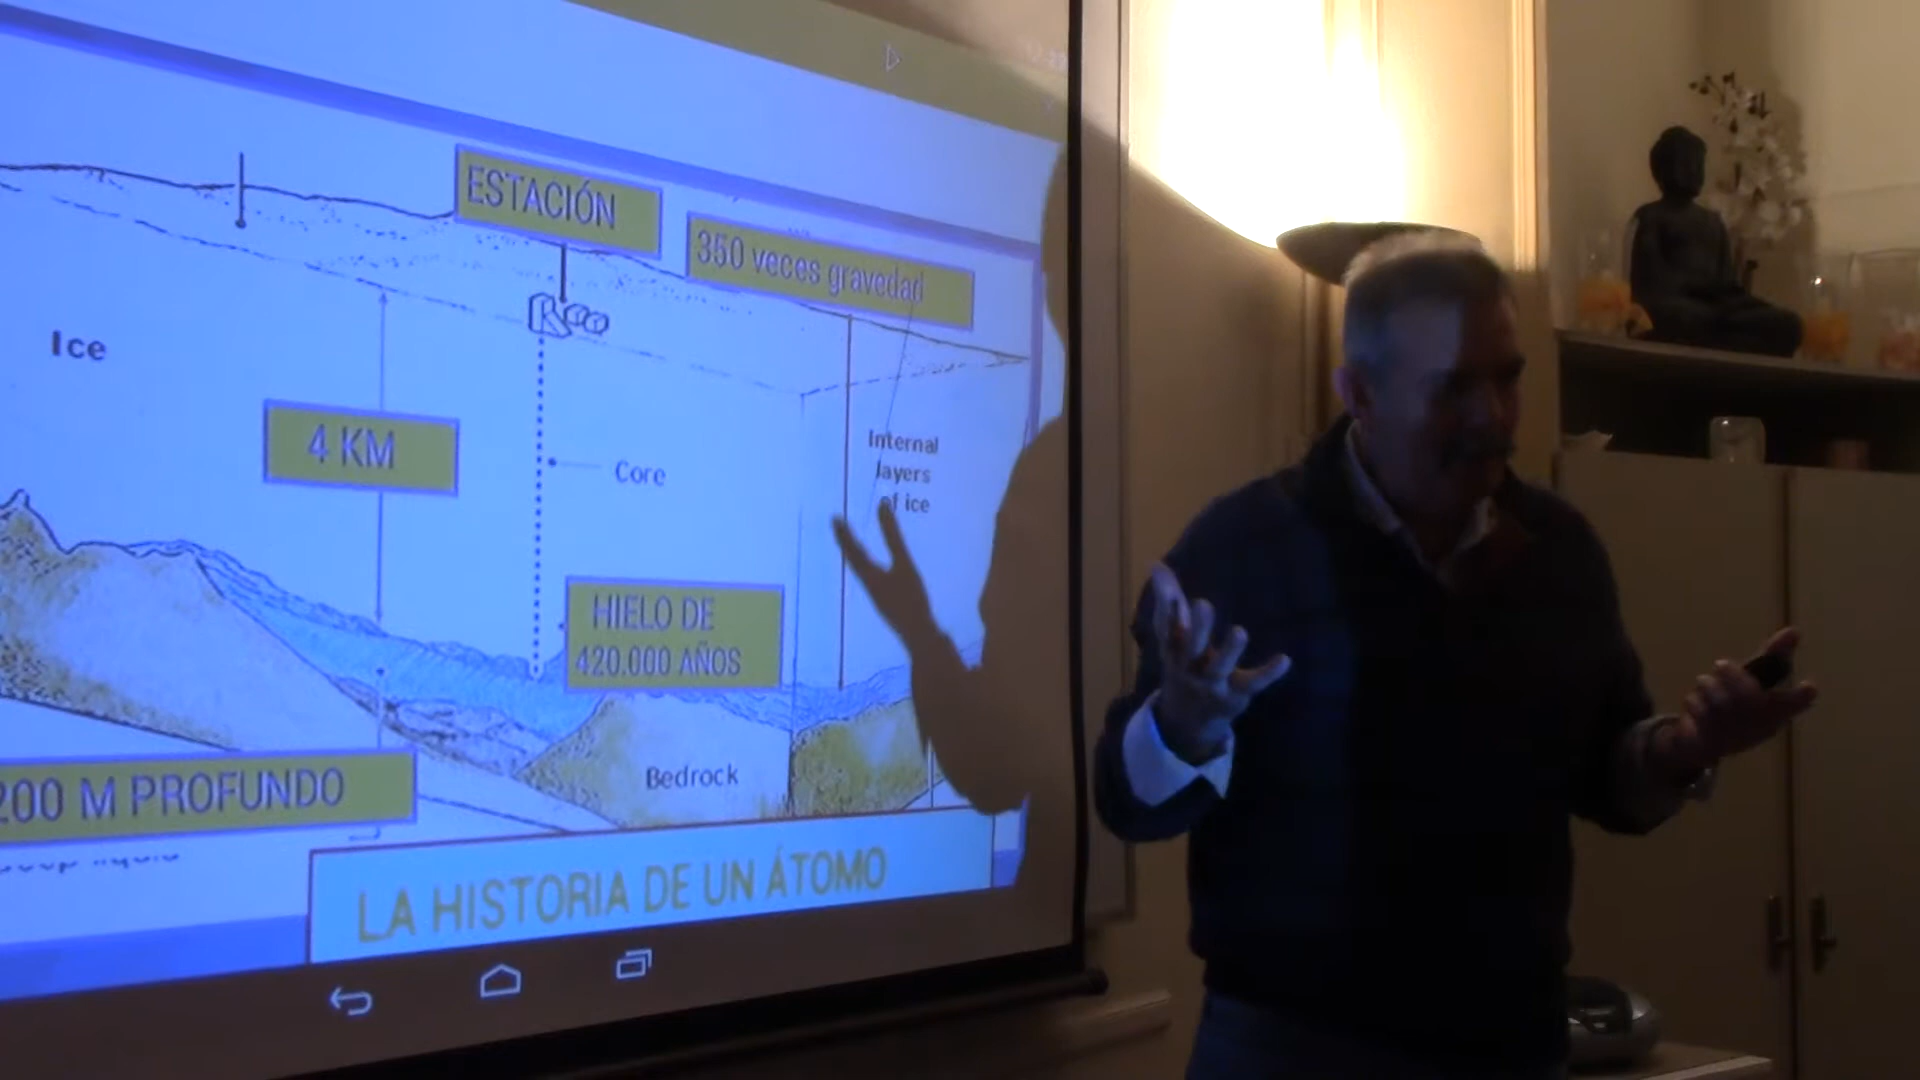 ESTACIÓN
350 veces gravedad
Ice
4 KM
Core
Internal
layers
of ice
HIELO DE
420.000 AÑOS
Bedrock
200 M PROFUNDO
LA HISTORIA DE UN ÁTOMO